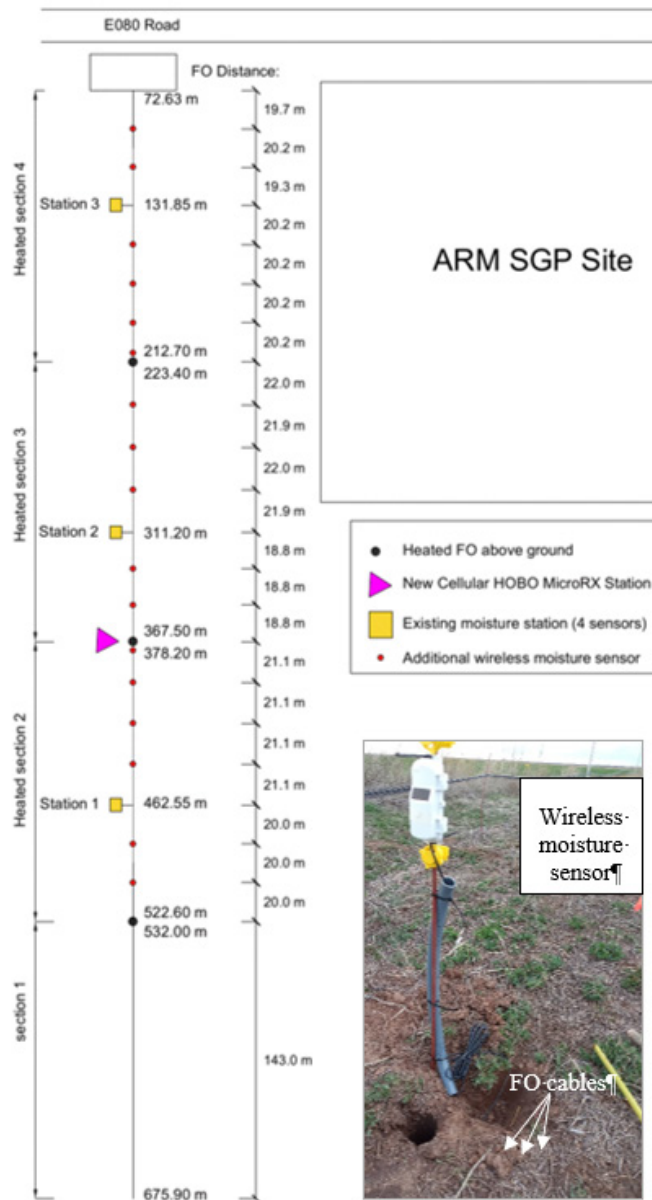 E080 Road
FO Distance:
72.63 m
19.7 m
20.2 m
19.3 m
Station 3
131.85 m
20.2 m
20.2 m
20.2 m
20.2 m
Heated section 4
212.70 m
223.40 m
22.0 m
21.9 m
22.0 m
21.9 m
Station 2
311.20 m
18.8 m
18.8 m
18.8 m
Heated section 3
367.50 m
378.20 m
21.1 m
21.1 m
21.1 m
21.1 m
Station 1
462.55 m
20.0 m
20.0 m
20.0 m
Heated section 2
522.60 m
532.00 m
section 1
143.0 m
675.90 m
ARM SGP Site
Heated FO above ground
New Cellular HOBO MicroRX Station
Existing moisture station (4 sensors)
Additional wireless moisture sensor
Wireless·
moisture·
sensor¶
FO·cables¶